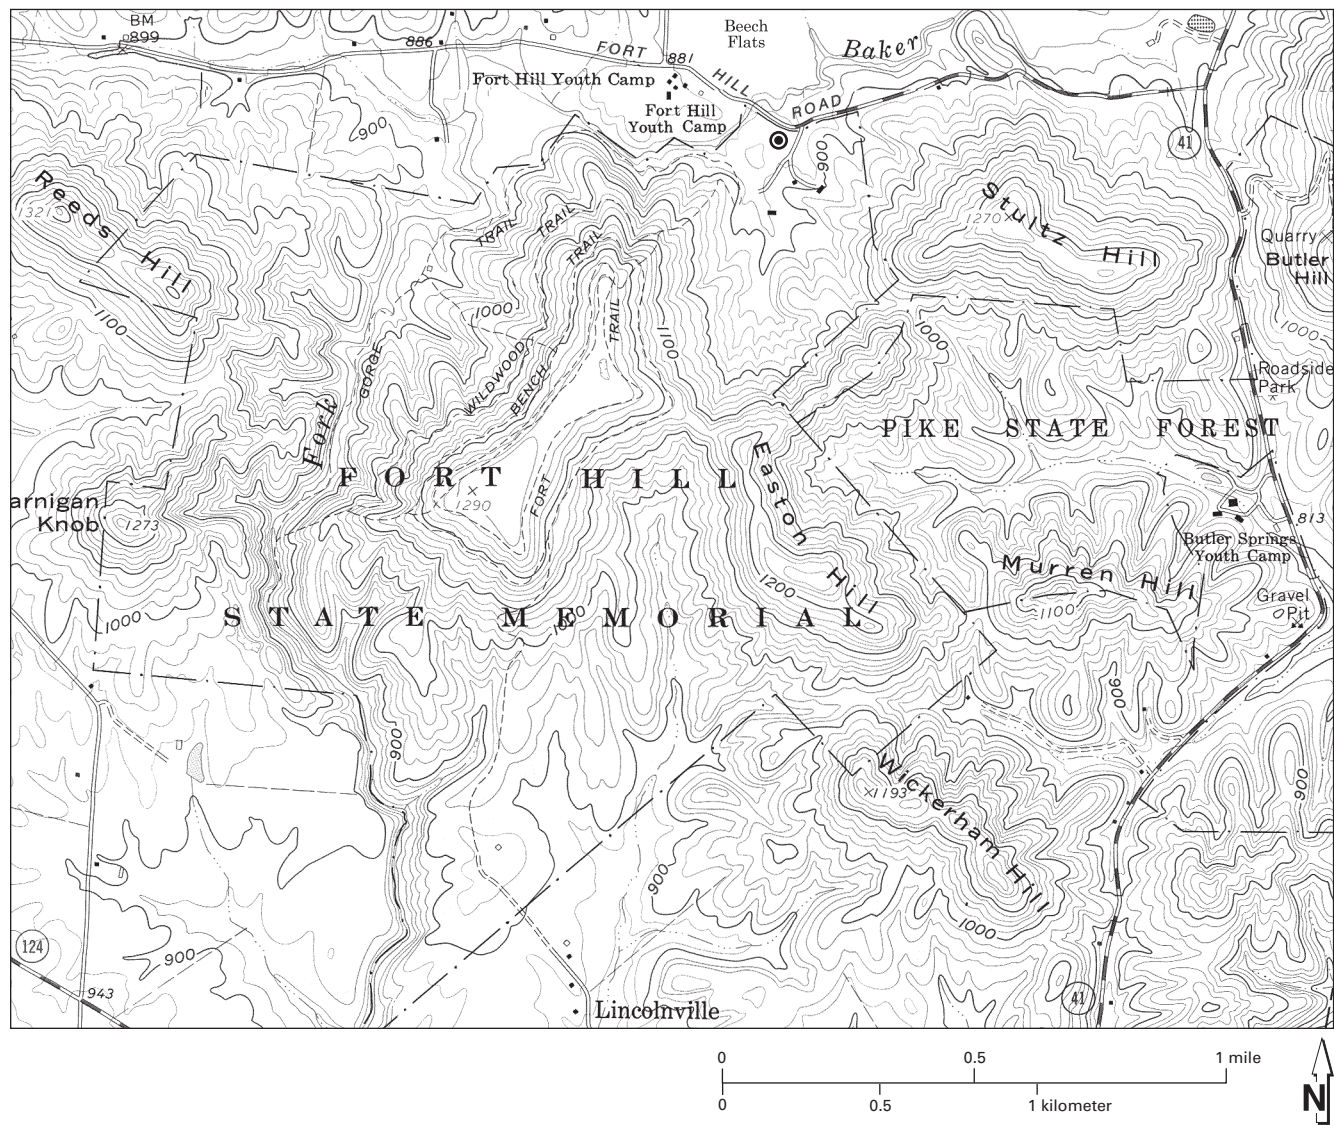 BM
899
886
FORT
HILL
ROAD
881
Beech
Flats
Baker
Fort Hill Youth Camp
Fort Hill
Youth Camp
900
900
41
Reeds Hill
1321
1100
Stultz Hill
1270
Quarry
Butler
Hill
1000
TRAIL
TRAIL
TRAIL
TRAIL
1000
1100
1000
GORGE
WILDWOOD
BENCH
Roadside
Park
Fork
PIKE STATE FOREST
FORT HILL
Easton Hill
arnigan
Knob
1273
1290
FORT
813
Butler Springs
Youth Camp
Murren Hill
1100
1200
Gravel
Pit
STATE MEMORIAL
1000
1000
900
900
Wickerham Hill
1193
900
900
1000
124
900
943
41
Lincolnville
0 0.5 1 mile
0 0.5 1 kilometer
N